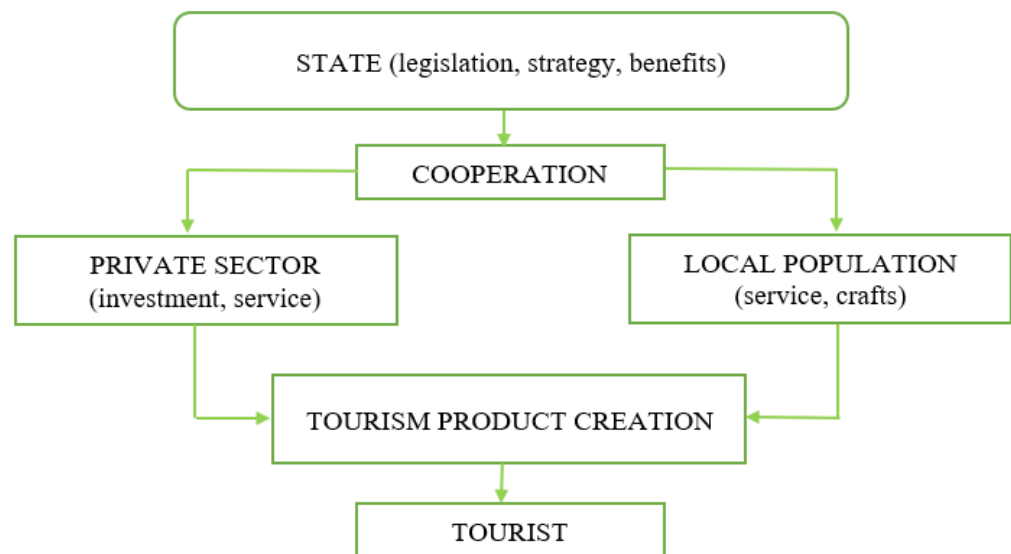 STATE (legislation, strategy, benefits)
COOPERATION
PRIVATE SECTOR
(investment, service)
LOCAL POPULATION
(service, crafts)
TOURISM PRODUCT CREATION
TOURIST